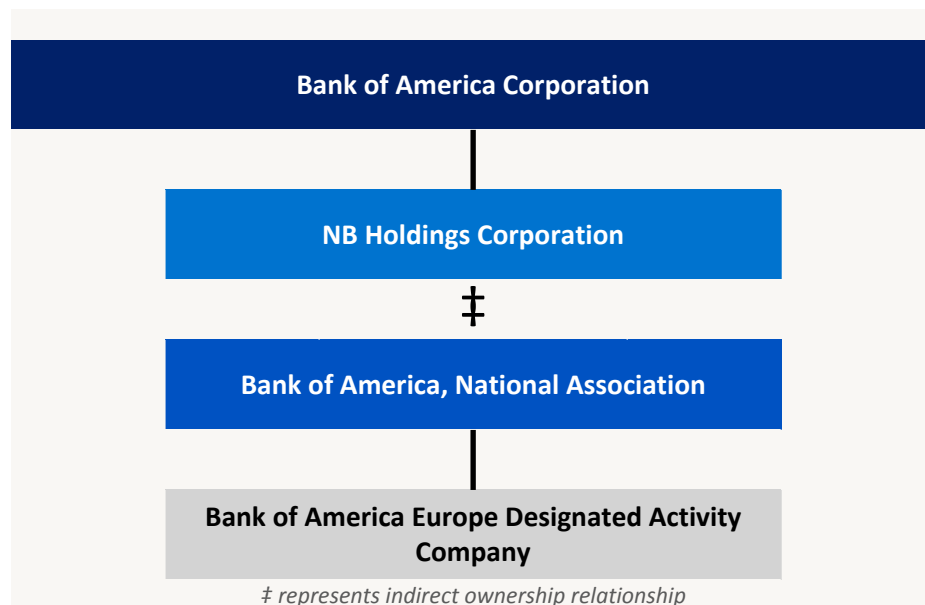 Bank of America Corporation
NB Holdings Corporation
‡
Bank of America, National Association
Bank of America Europe Designated Activity
Company
‡ represents indirect ownership relationship